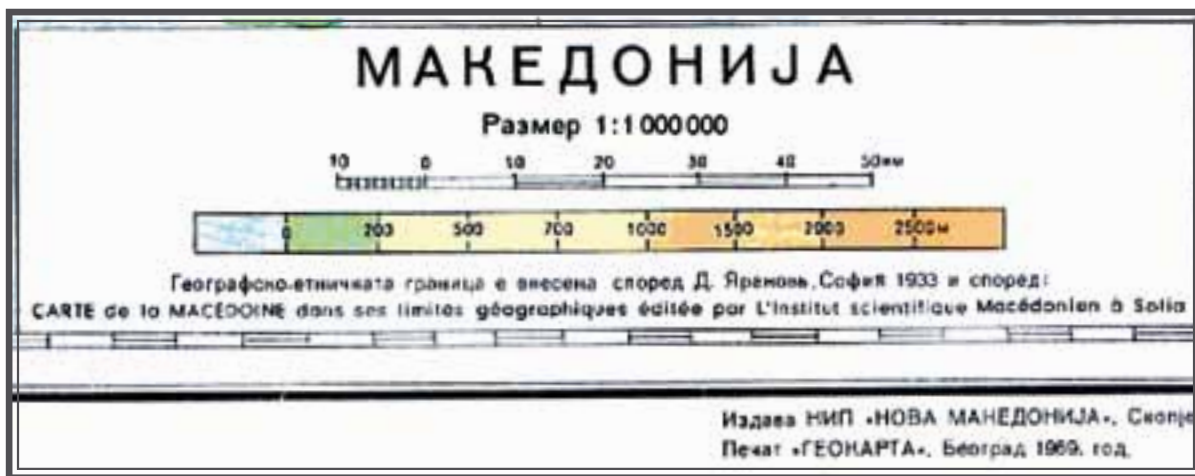 МАКЕДОНИЈА
Размер 1:1 000 000
10 0 10 20 30 40 50км
0 200 500 700 1000 1500 2000 2500м
Географско-етничката граница е внесена според Д. Ярановъ, София 1933 и според:
CARTE de la MACÉDOINE dans ses limites géographiques éditée par L'Institut scientifique Macédonien à Sofia
Издава НИП «НОВА МАКЕДОНИЈА», Скопје
Печат «ГЕОКАРТА», Београд 1969. год.